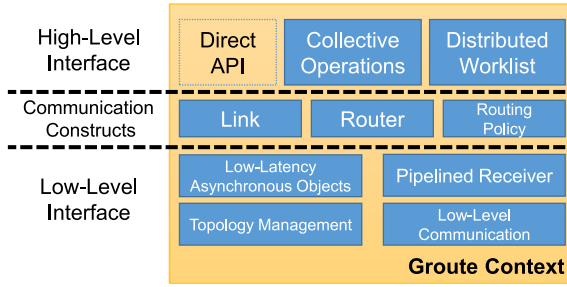 High-Level
Interface
Direct
API
Collective
Operations
Distributed
Worklist
Communication
Constructs
Link
Router
Routing
Policy
Low-Level
Interface
Low-Latency
Asynchronous Objects
Pipelined Receiver
Topology Management
Low-Level
Communication
Groute Context